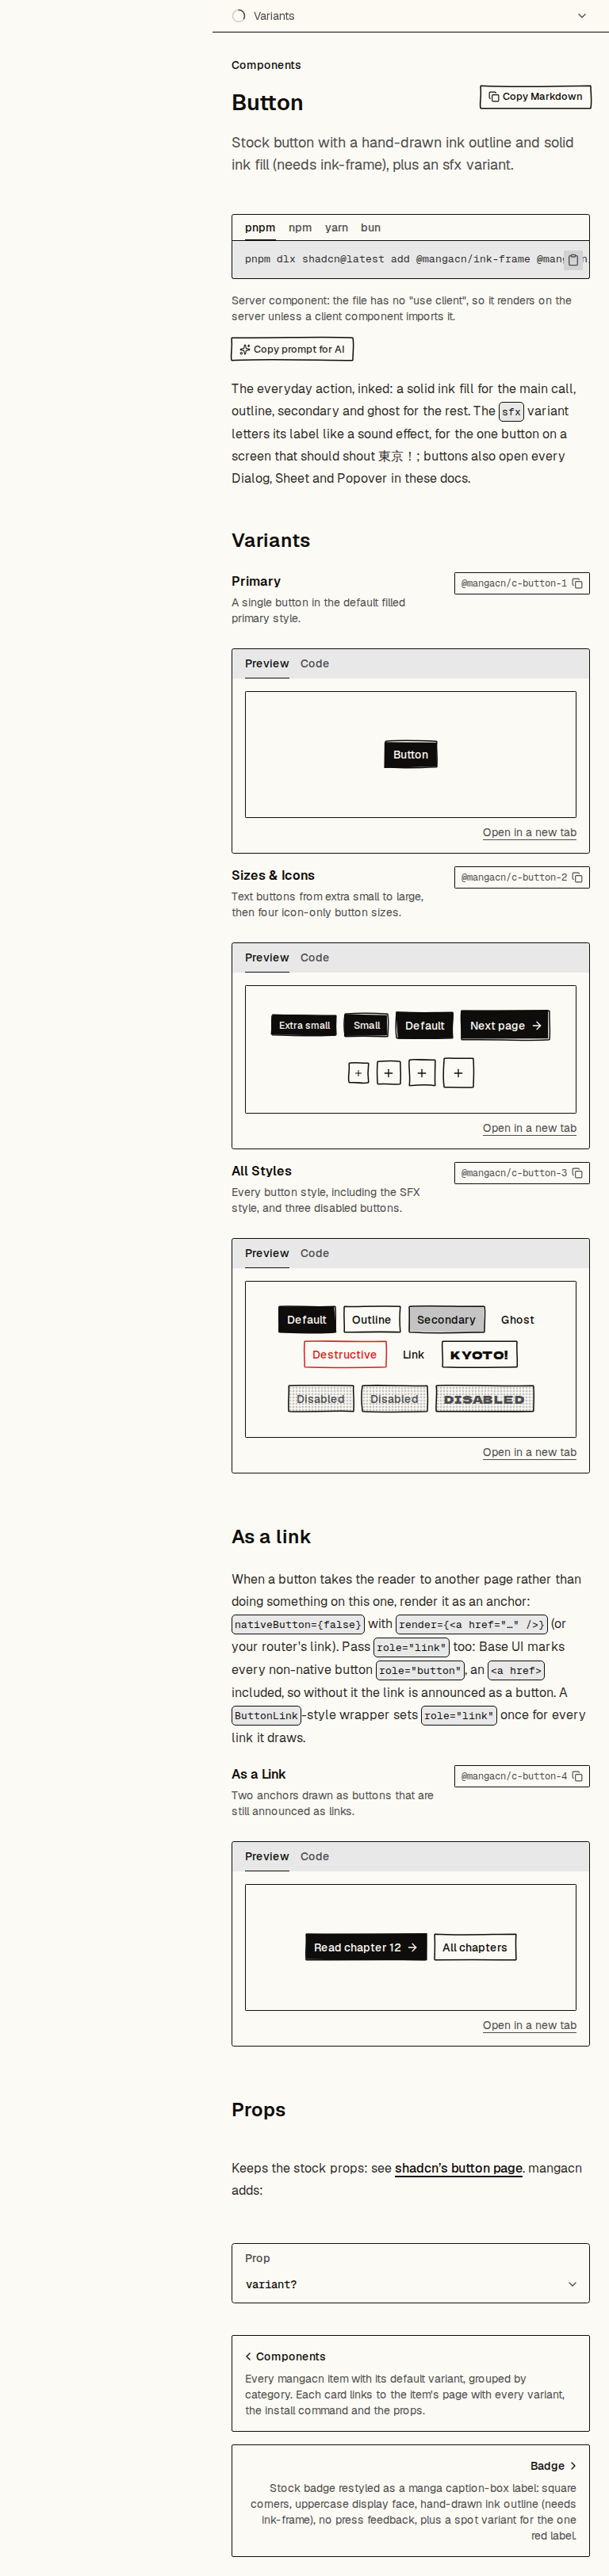 Variants
Components
Button
Copy Markdown
Stock button with a hand-drawn ink outline and solid
ink fill (needs ink-frame), plus an sfx variant.
pnpm npm yarn bun
pnpm dlx shadcn@latest add @mangacn/ink-frame
Server component: the file has no "use client", so it renders on the
server unless a client component imports it.
Copy prompt for AI
The everyday action, inked: a solid ink fill for the main call,
outline, secondary and ghost for the rest. The sfx variant
letters its label like a sound effect, for the one button on a
screen that should shout 東京！; buttons also open every
Dialog, Sheet and Popover in these docs.
Variants
Primary
@mangacn/c-button-1
A single button in the default filled
primary style.
Preview Code
Button
Open in a new tab
Sizes & Icons
@mangacn/c-button-2
Text buttons from extra small to large,
then four icon-only button sizes.
Preview Code
Extra small Small Default Next page →
+ + + +
Open in a new tab
All Styles
@mangacn/c-button-3
Every button style, including the SFX
style, and three disabled buttons.
Preview Code
Default Outline Secondary Ghost
Destructive Link KYOTO!
Disabled Disabled DISABLED
Open in a new tab
As a link
When a button takes the reader to another page rather than
doing something on this one, render it as an anchor:
nativeButton={false} with render={<a href="…" />} (or
your router's link). Pass role="link" too: Base UI marks
every non-native button role="button", an <a href>
included, so without it the link is announced as a button. A
ButtonLink-style wrapper sets role="link" once for every
link it draws.
As a Link
@mangacn/c-button-4
Two anchors drawn as buttons that are
still announced as links.
Preview Code
Read chapter 12 → All chapters
Open in a new tab
Props
Keeps the stock props: see shadcn's button page. mangacn
adds:
Prop
variant?
Components
Every mangacn item with its default variant, grouped by
category. Each card links to the item's page with every variant,
the install command and the props.
Badge
Stock badge restyled as a manga caption-box label: square
corners, uppercase display face, hand-drawn ink outline (needs
ink-frame), no press feedback, plus a spot variant for the one
red label.